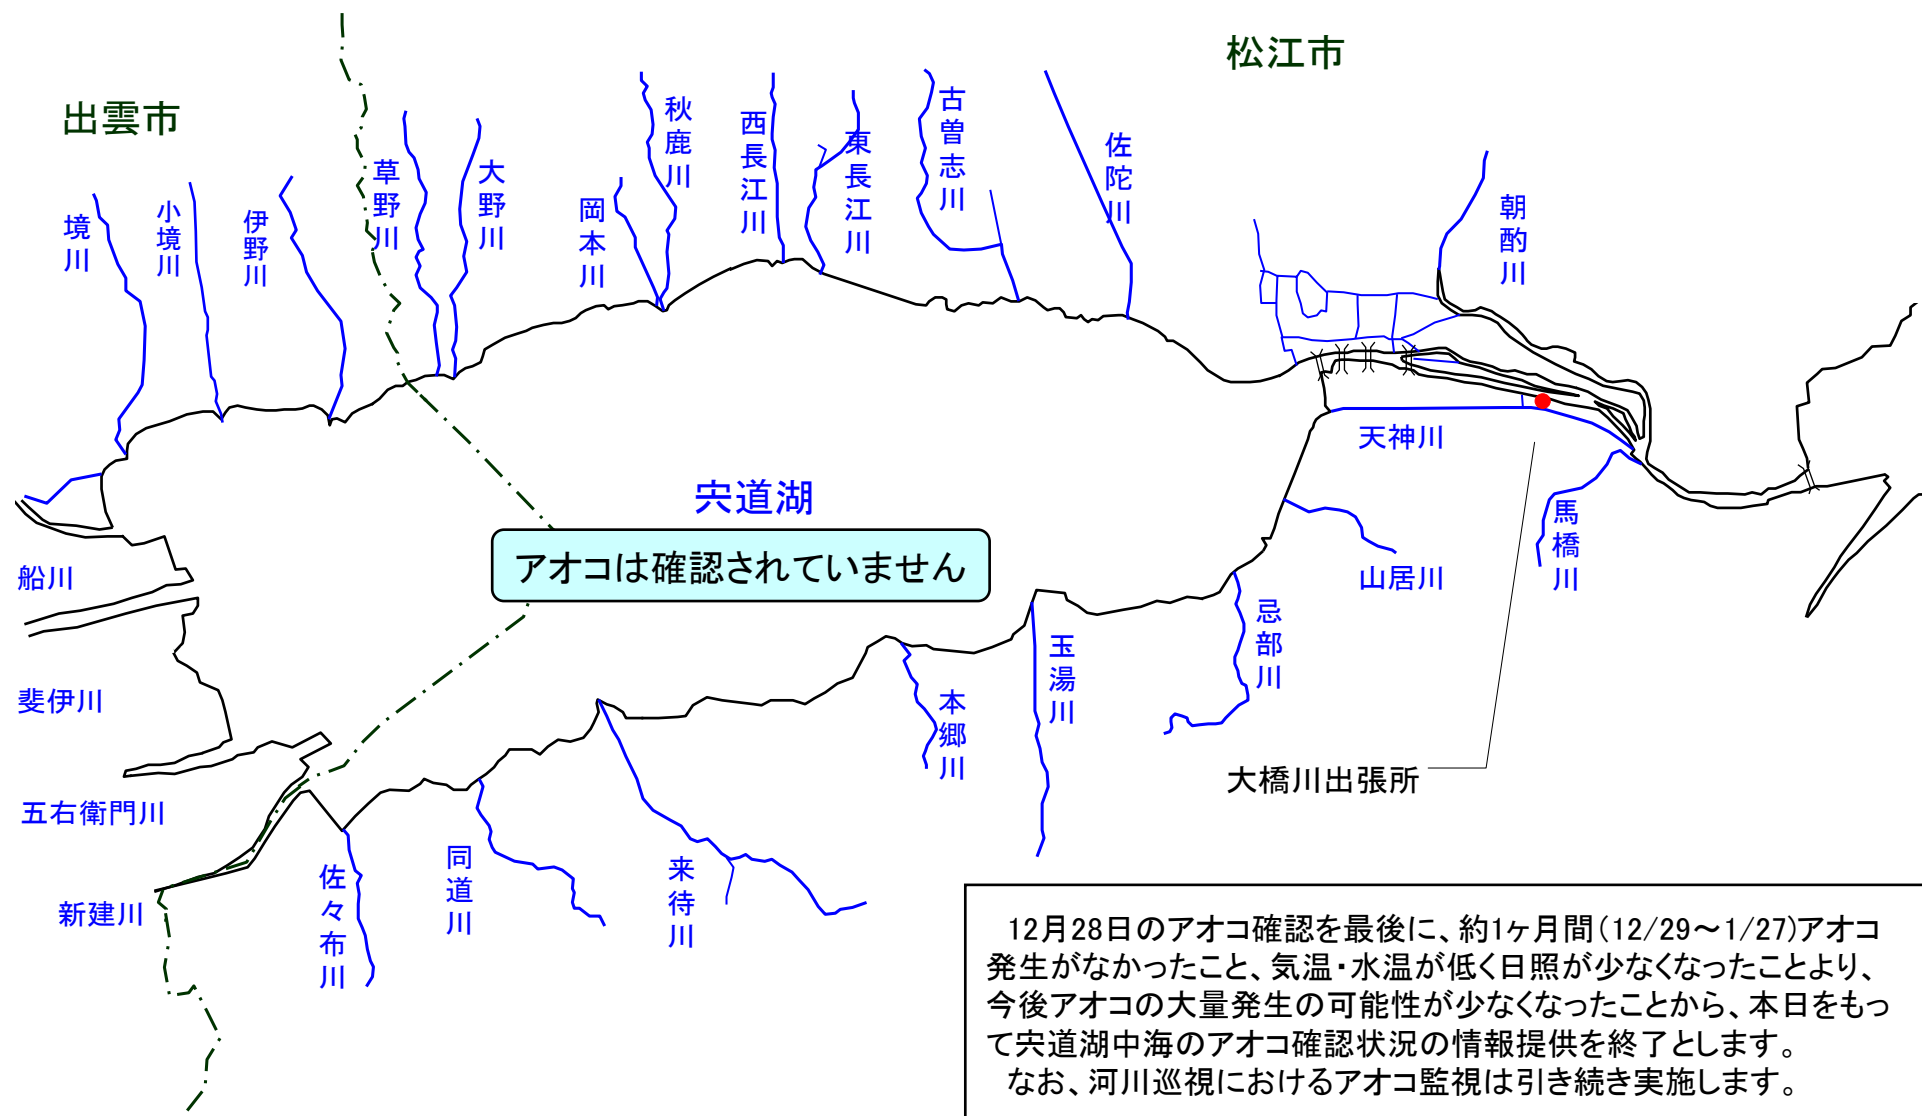 松江市
出雲市
境川
小境川
伊野川
草野川
大野川
岡本川
秋鹿川
西長江川
東長江川
古曽志川
佐陀川
朝酌川
宍道湖
アオコは確認されていません
天神川
馬橋川
山居川
忌部川
玉湯川
本郷川
大橋川出張所
船川
斐伊川
五右衛門川
新建川
佐々布川
同道川
来待川
12月28日のアオコ確認を最後に、約1ヶ月間(12/29～1/27)アオコ
発生がなかったこと、気温・水温が低く日照が少なくなったことより、
今後アオコの大量発生の可能性が少なくなったことから、本日をもっ
て宍道湖中海のアオコ確認状況の情報提供を終了とします。
なお、河川巡視におけるアオコ監視は引き続き実施します。